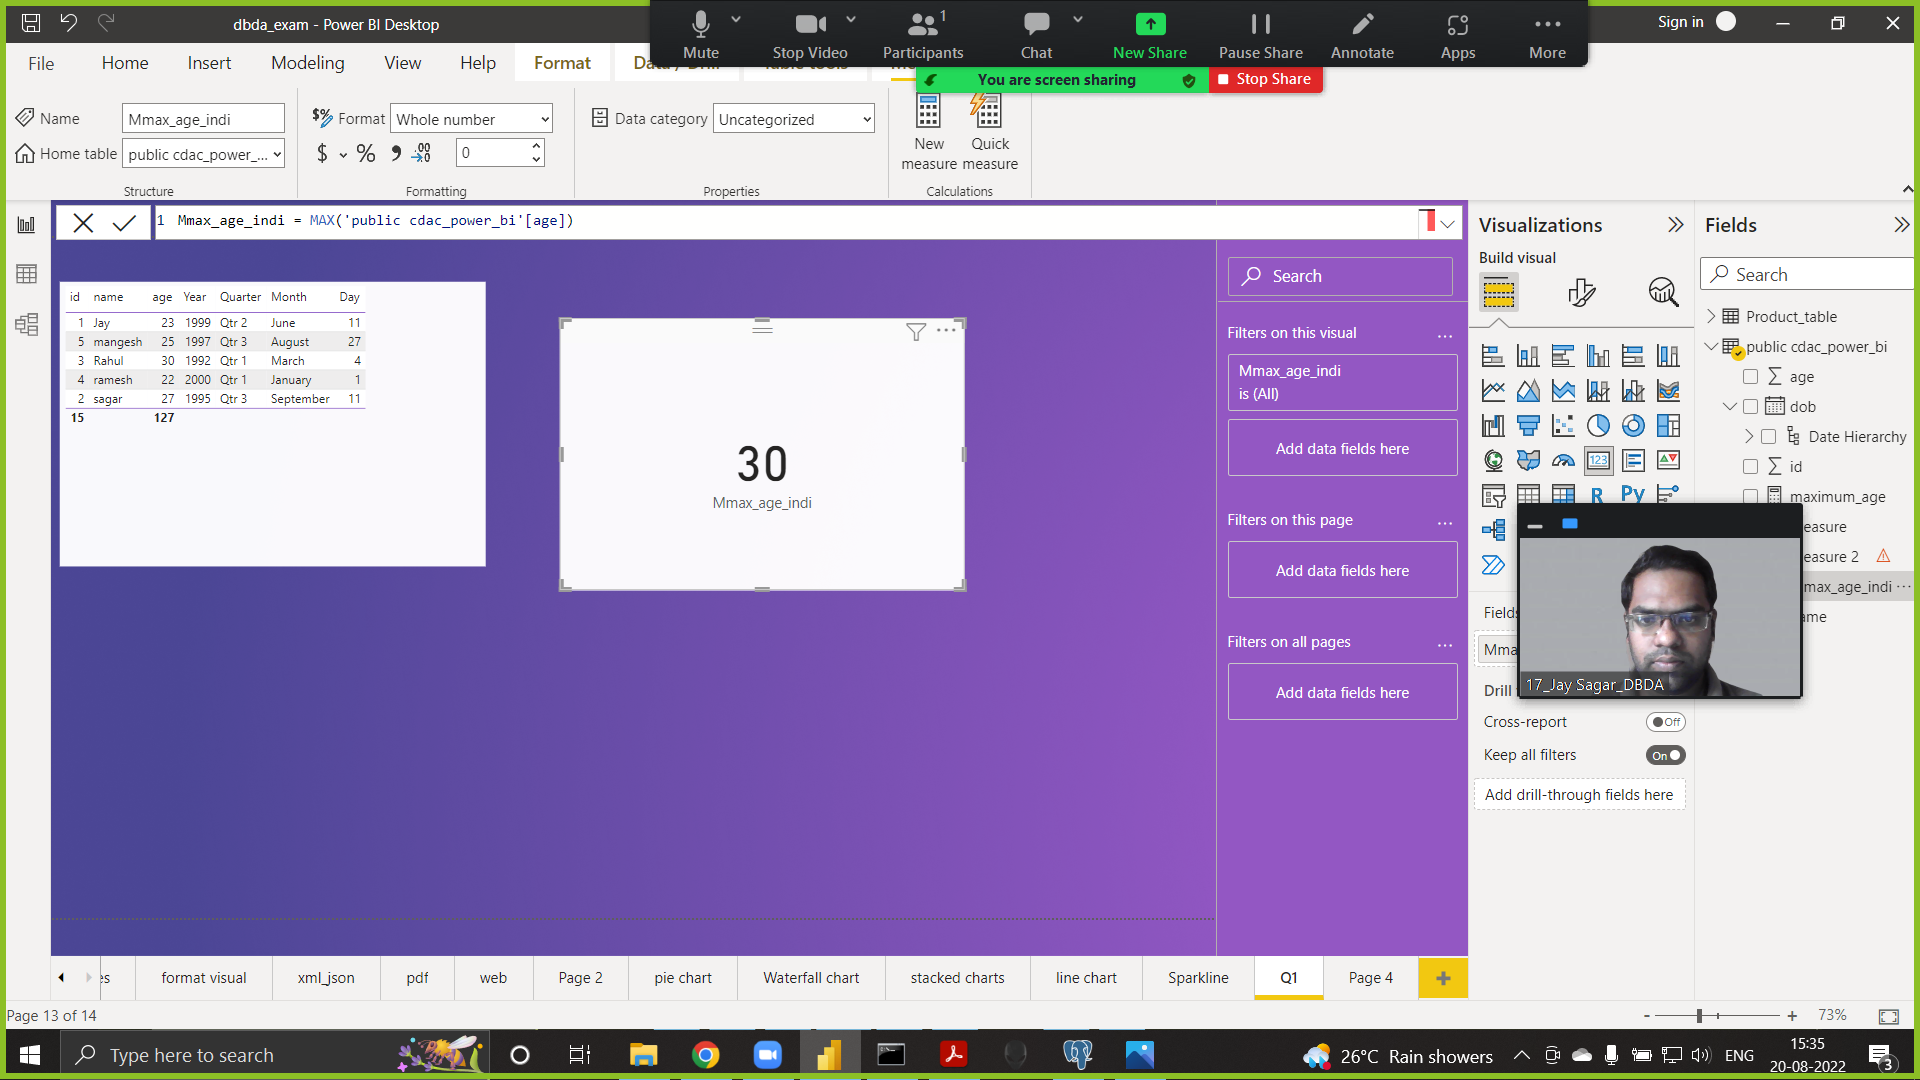 dbda_exam - Power BI Desktop
Mute
Stop Video
Participants
1
Chat
New Share
Pause Share
Annotate
Apps
More
Sign in
You are screen sharing
Stop Share
File
Home
Insert
Modeling
View
Help
Format
Name
Mmax_age_indi
Home table
public cdac_power_...
Structure
Format
Whole number
$ % 9 .00
0
Formatting
Data category
Uncategorized
Properties
New measure
Quick measure
Calculations
1 Mmax_age_indi = MAX('public cdac_power_bi'[age])
id name age Year Quarter Month Day
1 Jay 23 1999 Qtr 2 June 11
5 mangesh 25 1997 Qtr 3 August 27
3 Rahul 30 1992 Qtr 1 March 4
4 ramesh 22 2000 Qtr 1 January 1
2 sagar 27 1995 Qtr 3 September 11
15 127
30
Mmax_age_indi
Search
Filters on this visual
Mmax_age_indi
is (All)
Add data fields here
Filters on this page
Add data fields here
Filters on all pages
Add data fields here
Visualizations
Build visual
123
R
Py
Fields
Mma
Drill
Cross-report
Off
Keep all filters
On
Add drill-through fields here
Fields
Search
Product_table
public cdac_power_bi
age
dob
Date Hierarchy
id
maximum_age
easure
easure 2
max_age_indi
ame
17_Jay Sagar_DBDA
es
format visual
xml_json
pdf
web
Page 2
pie chart
Waterfall chart
stacked charts
line chart
Sparkline
Q1
Page 4
+
Page 13 of 14
- + 73%
Type here to search
26°C Rain showers
ENG
15:35
20-08-2022
3